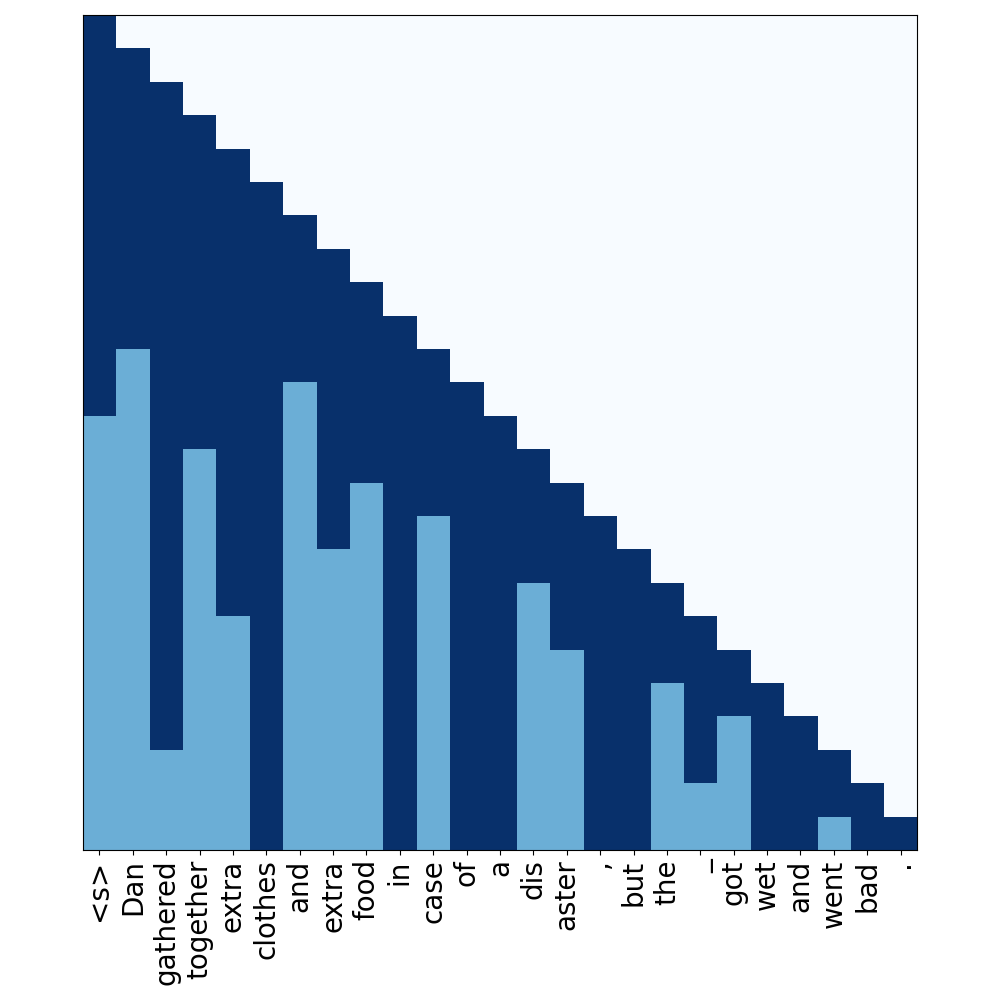 <s>
Dan
gathered
together
extra
clothes
and
extra
food
in
case
of
a
dis
aster
,
but
the
_
got
wet
and
went
bad
.